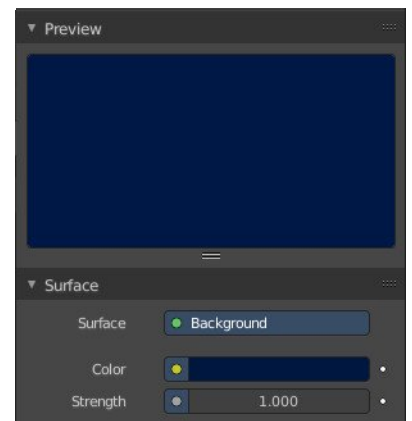 Preview
Surface
Surface Background
Color
Strength 1.000